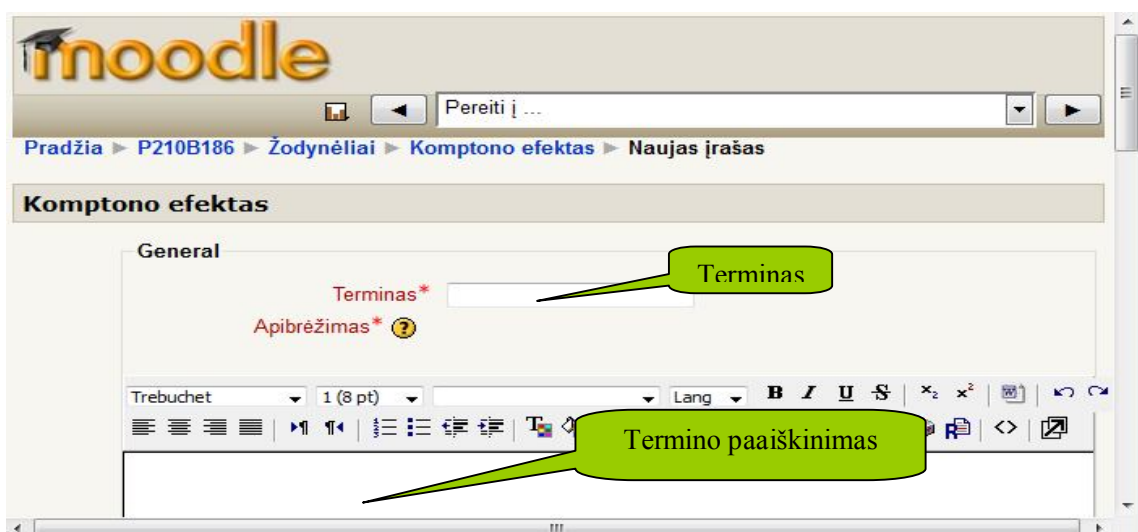 moodle
Pereiti į ...
Pradžia ► P210B186 ► Žodynėliai ► Komptono efektas ► Naujas įrašas
Komptono efektas
General
Terminas
Terminas*
Apibrėžimas*
Trebuchet 1 (8 pt) Lang B I U S x₂ x²
Termino paaiškinimas